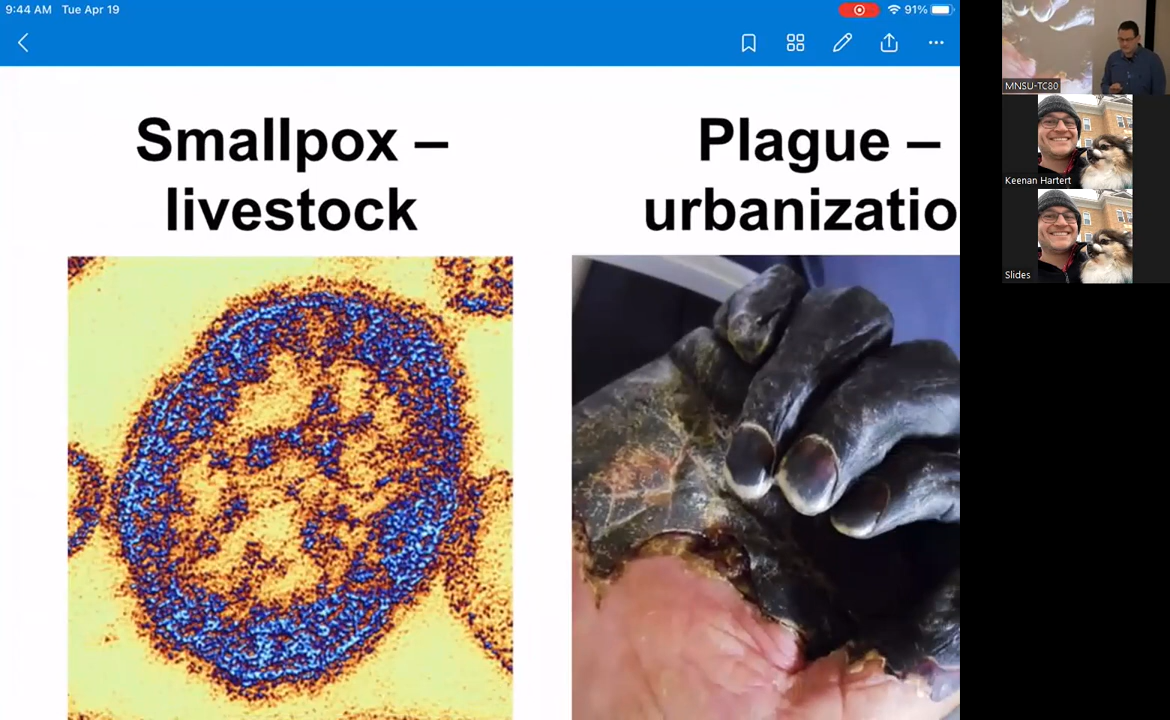 9:44 AM Tue Apr 19
91%
Smallpox –
livestock
Plague –
urbanizatio
MNSU-TC80
Keenan Hartert
Slides